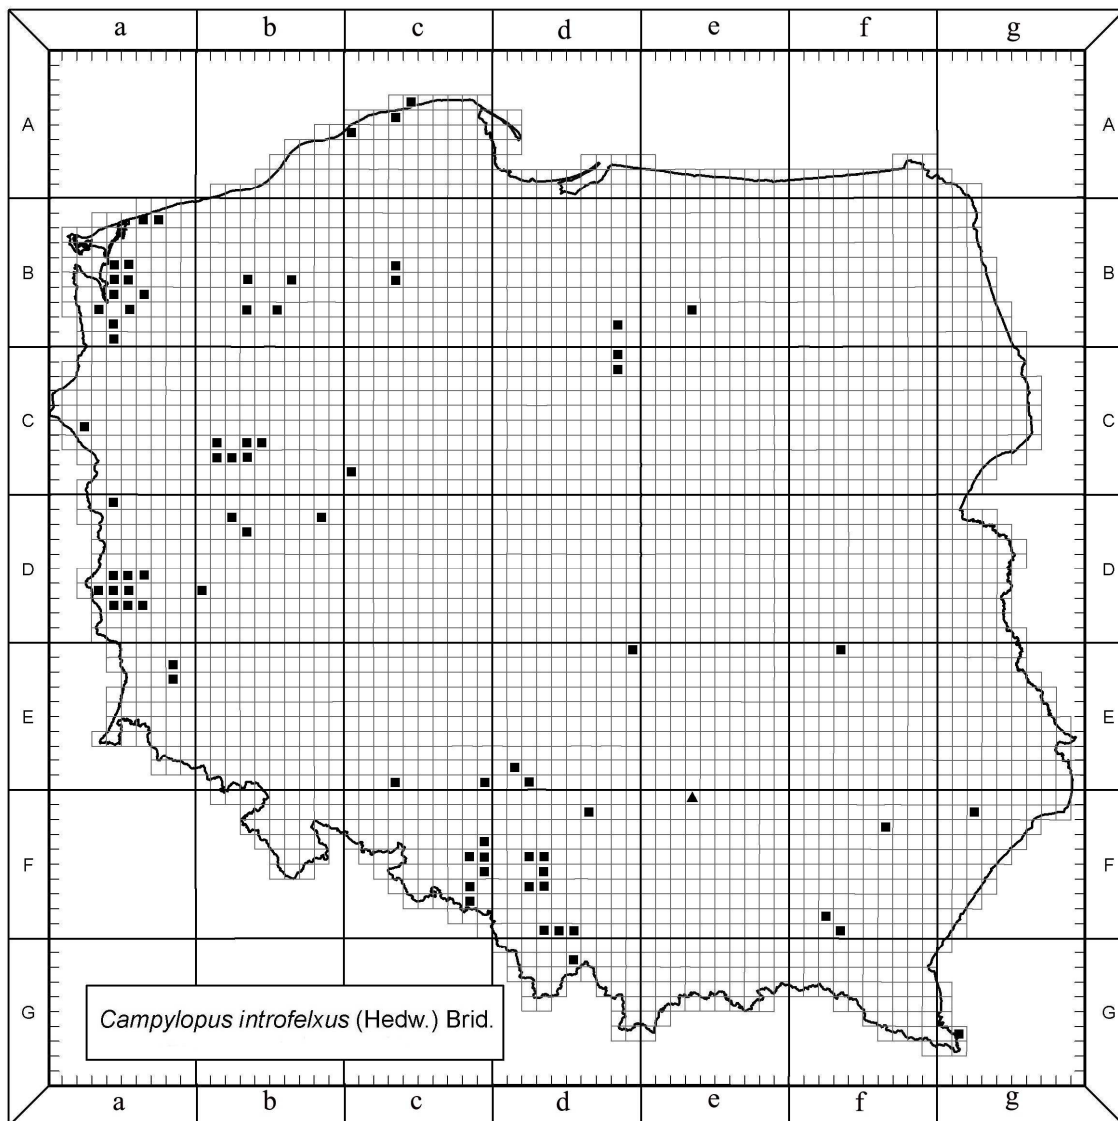 a b c d e f g
A A
B B
C C
D D
E E
F F
G G
Campylopus introfelxus (Hedw.) Brid.
a b c d e f g